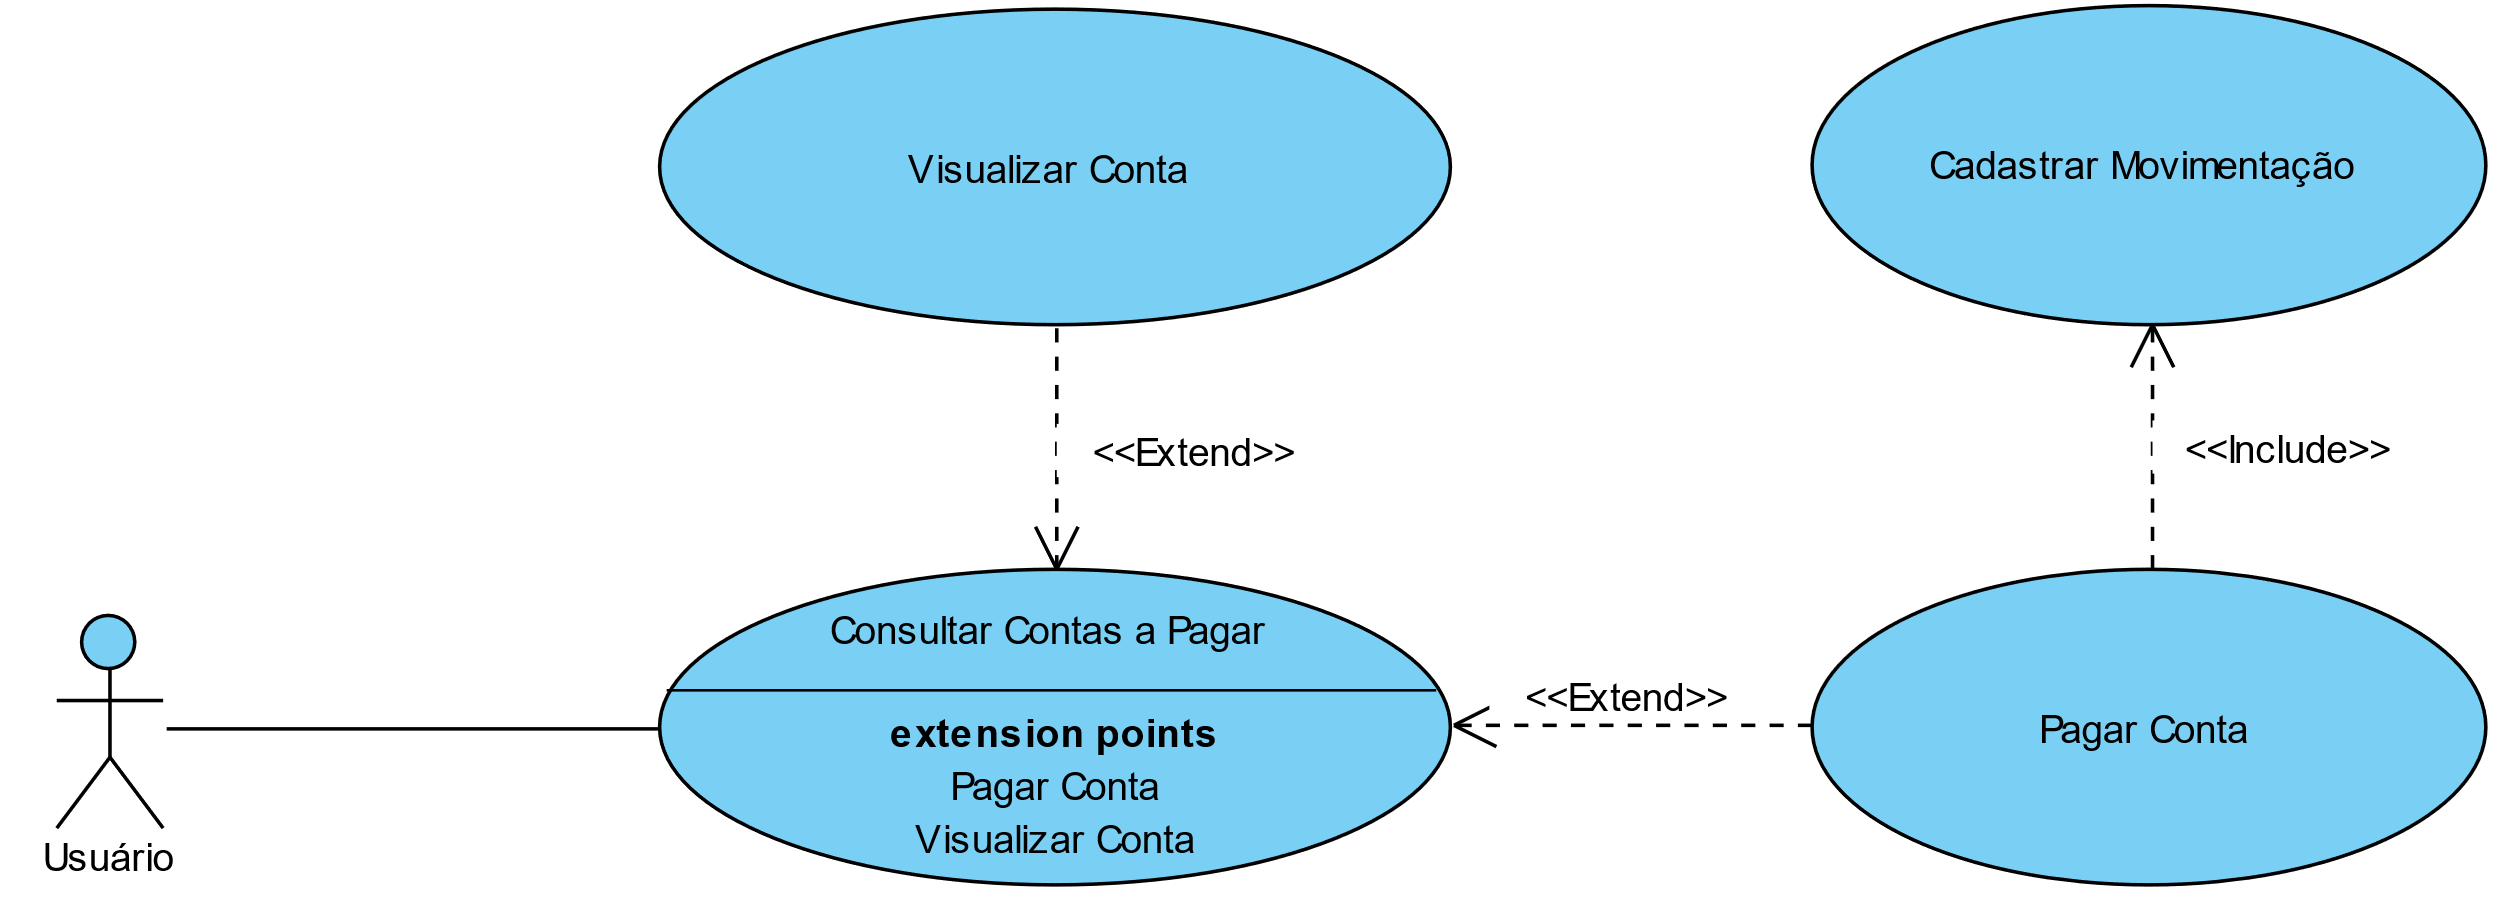 Visualizar Conta
Cadastrar Movimentação
<<Extend>>
<<Include>>
Consultar Contas a Pagar
extension points
Pagar Conta
Visualizar Conta
<<Extend>>
Pagar Conta
Usuário